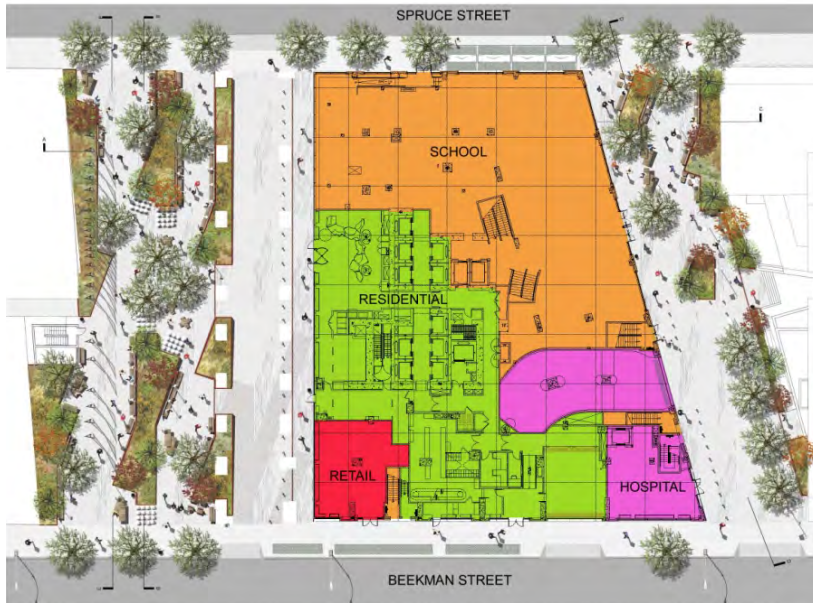 SPRUCE STREET
A
C
SCHOOL
RESIDENTIAL
RETAIL
HOSPITAL
BEEKMAN STREET